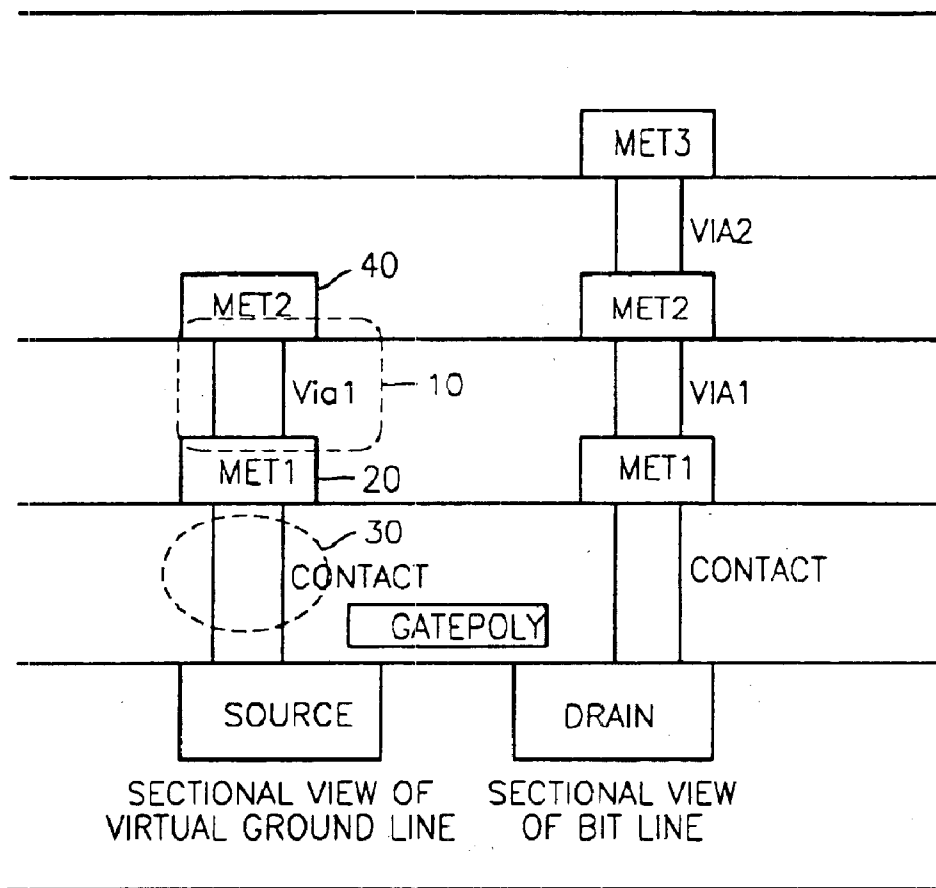 MET3
VIA2
40
MET2
MET2
Via1
10
VIA1
MET1
20
MET1
30
CONTACT
CONTACT
GATEPOLY
SOURCE
DRAIN
SECTIONAL VIEW OF
VIRTUAL GROUND LINE
SECTIONAL VIEW
OF BIT LINE